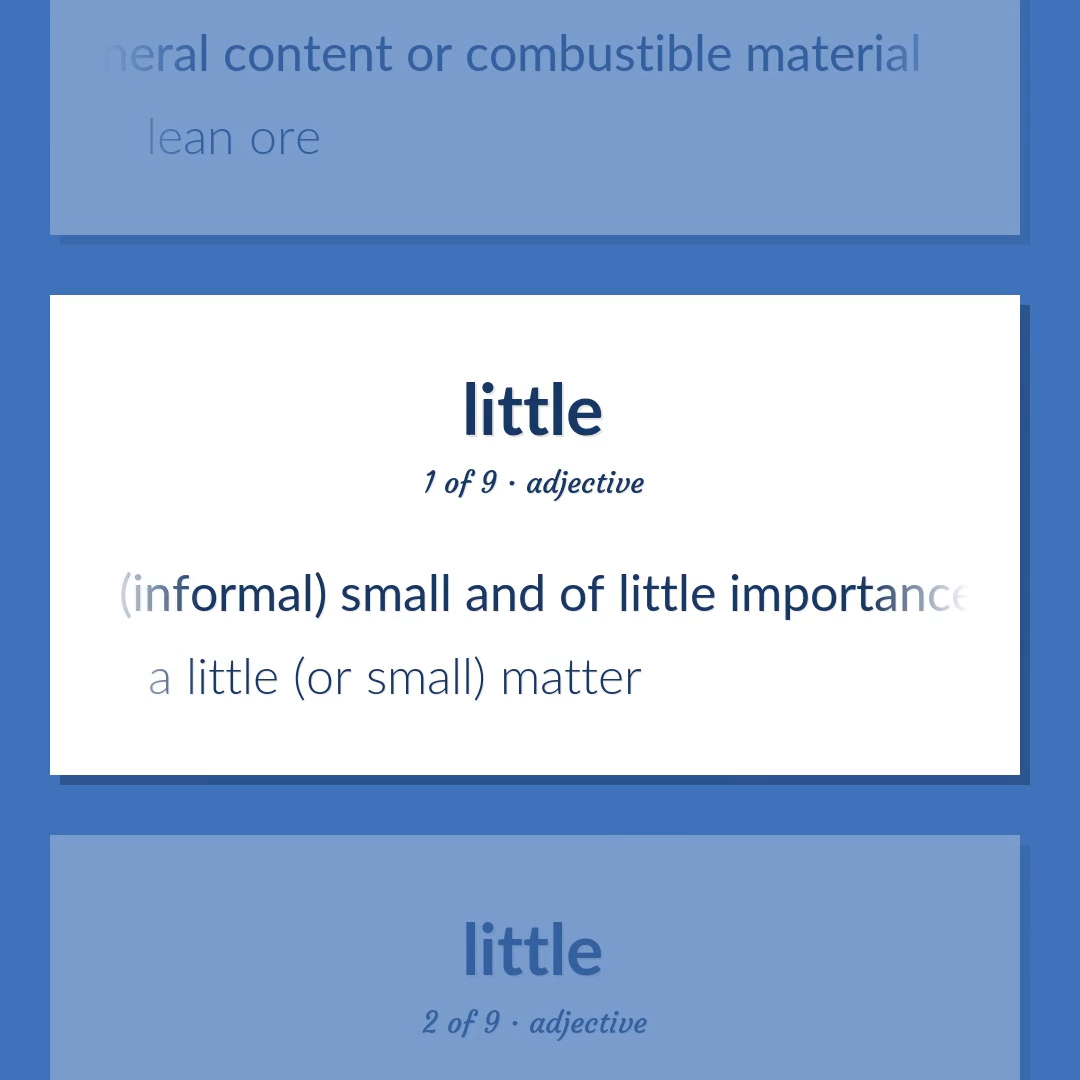 neral content or combustible material
lean ore
little
1 of 9 · adjective
(informal) small and of little importance
a little (or small) matter
little
2 of 9 · adjective